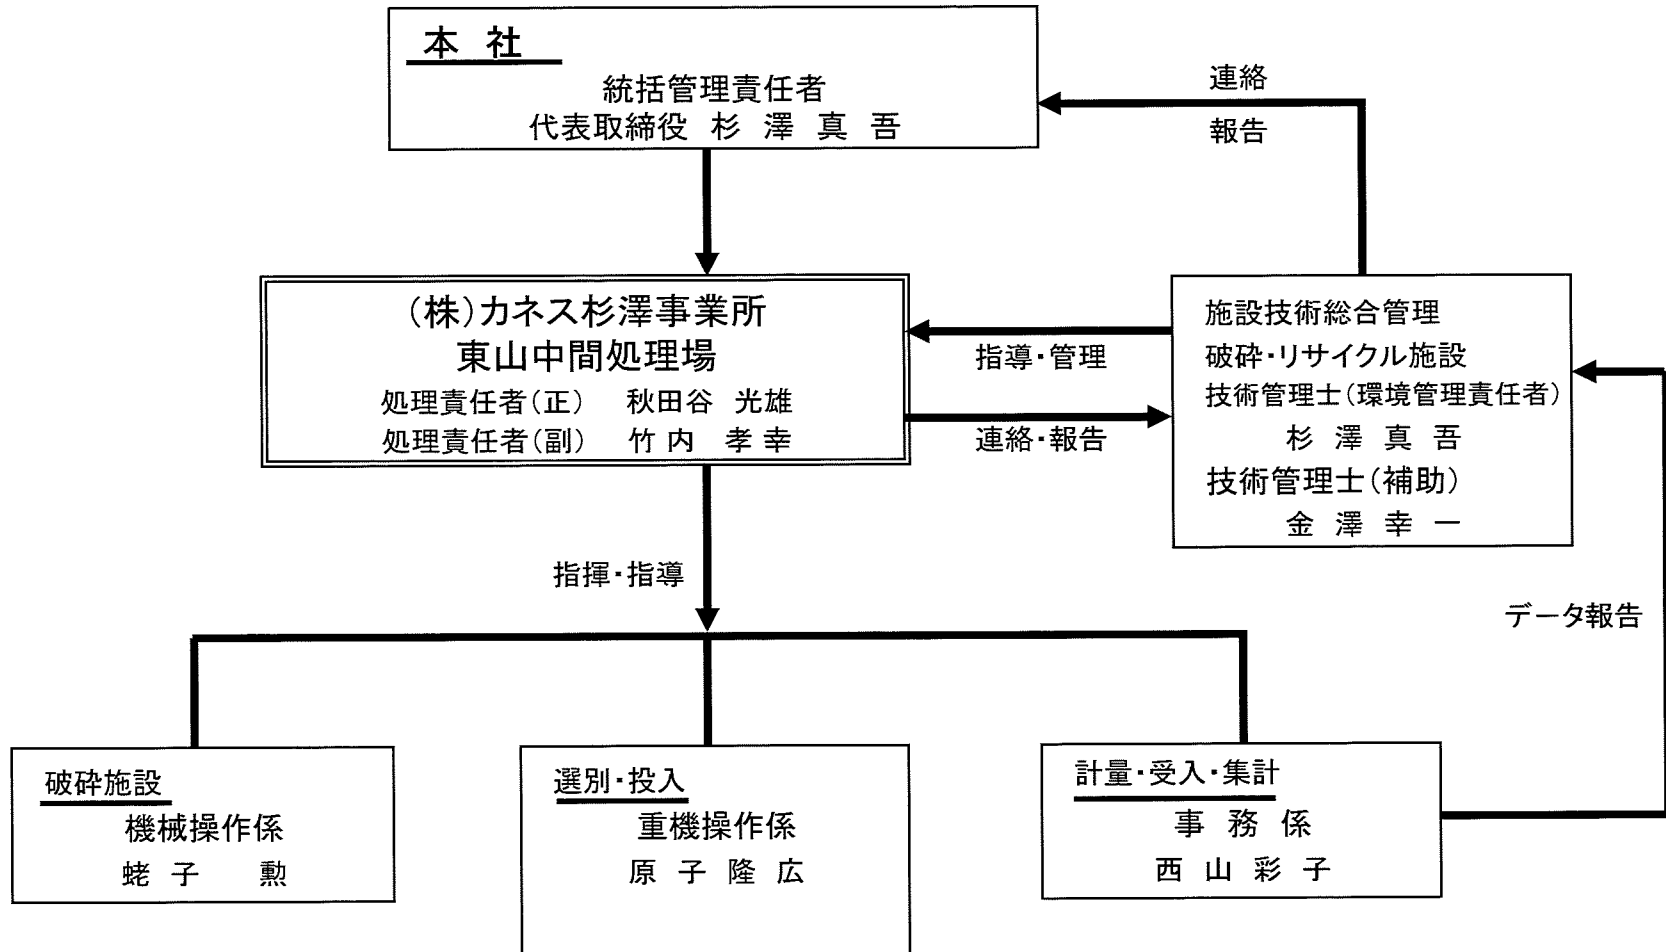 本 社
統括管理責任者
代表取締役 杉 澤 真 吾
連絡
報告
(株)カネス杉澤事業所
東山中間処理場
処理責任者(正) 秋田谷 光雄
処理責任者(副) 竹内 孝幸
指導・管理
連絡・報告
施設技術総合管理
破砕・リサイクル施設
技術管理士(環境管理責任者)
杉 澤 真 吾
技術管理士(補助)
金 澤 幸 一
指揮・指導
データ報告
破砕施設
機械操作係
蛯 子 勲
選別・投入
重機操作係
原 子 隆 広
計量・受入・集計
事 務 係
西 山 彩 子